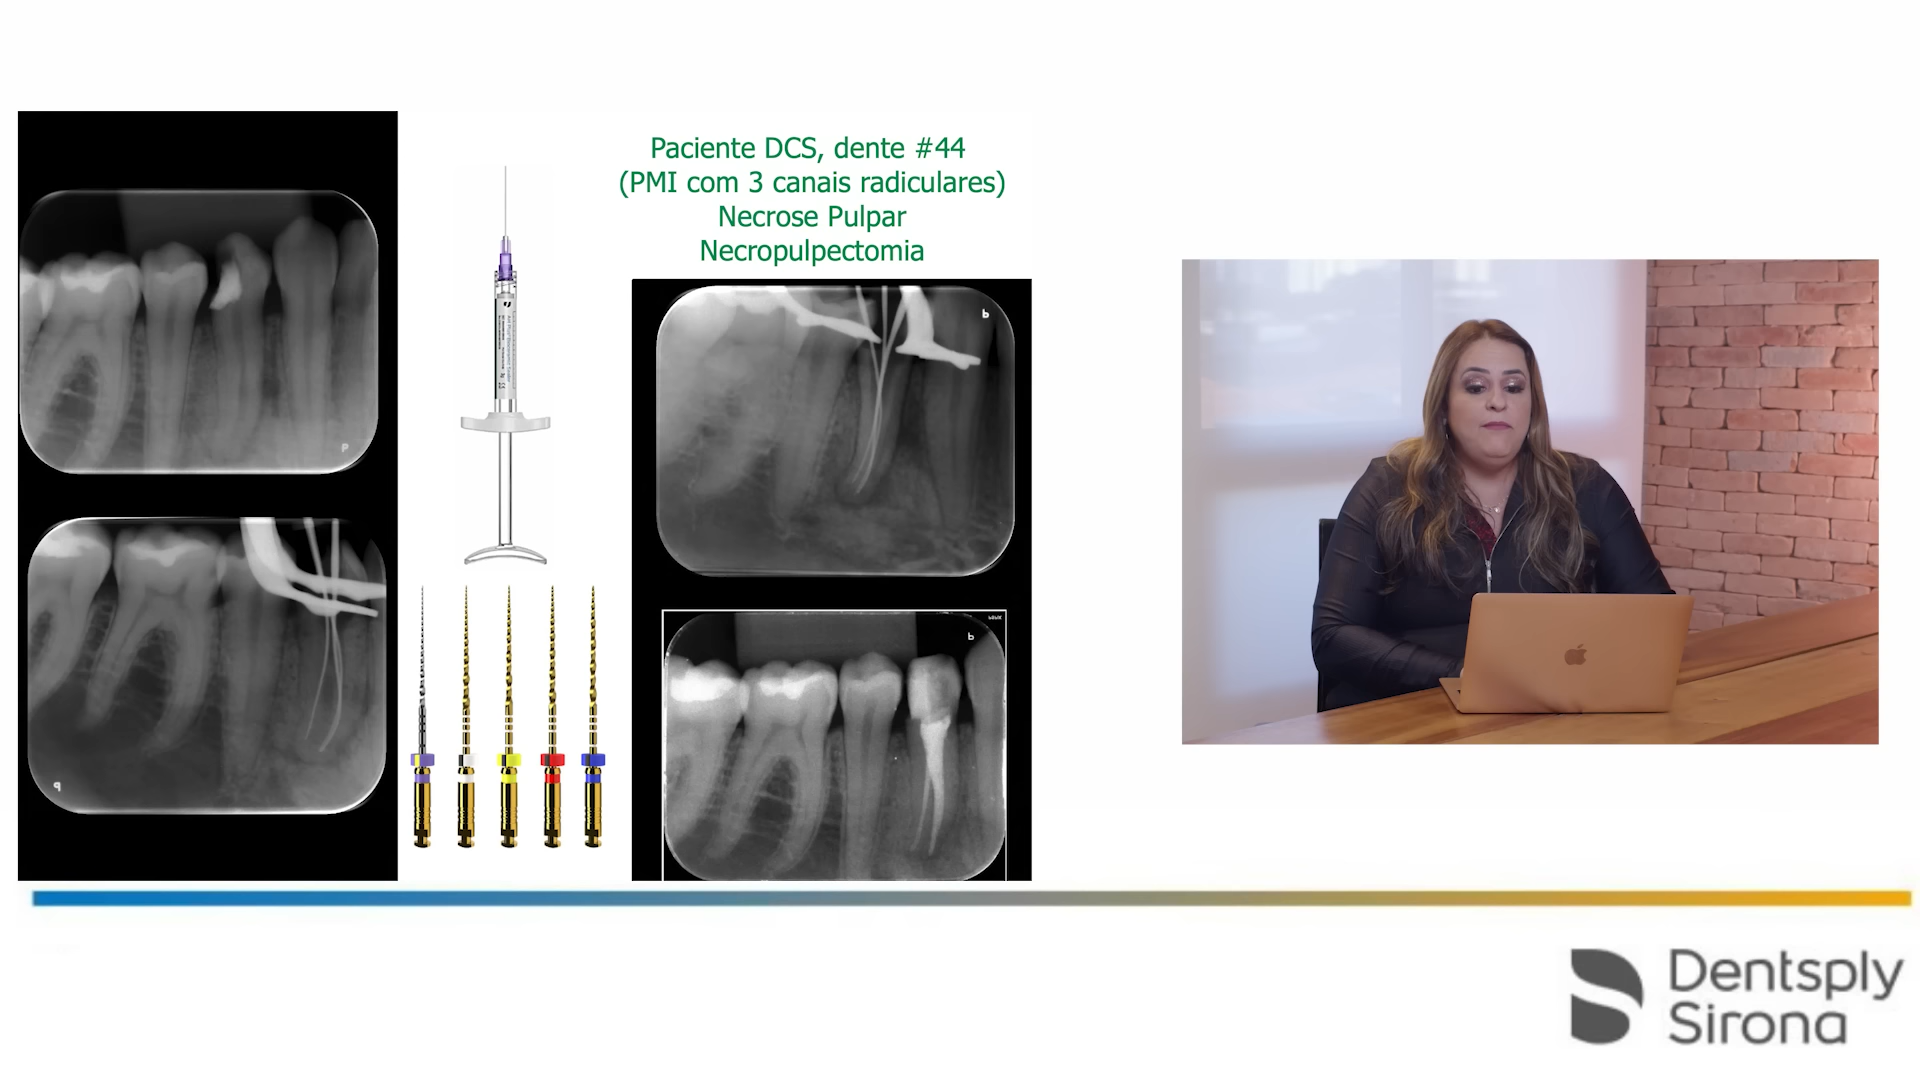 Paciente DCS, dente #44
(PMI com 3 canais radiculares)
Necrose Pulpar
Necropulpectomia
Dentsply
Sirona